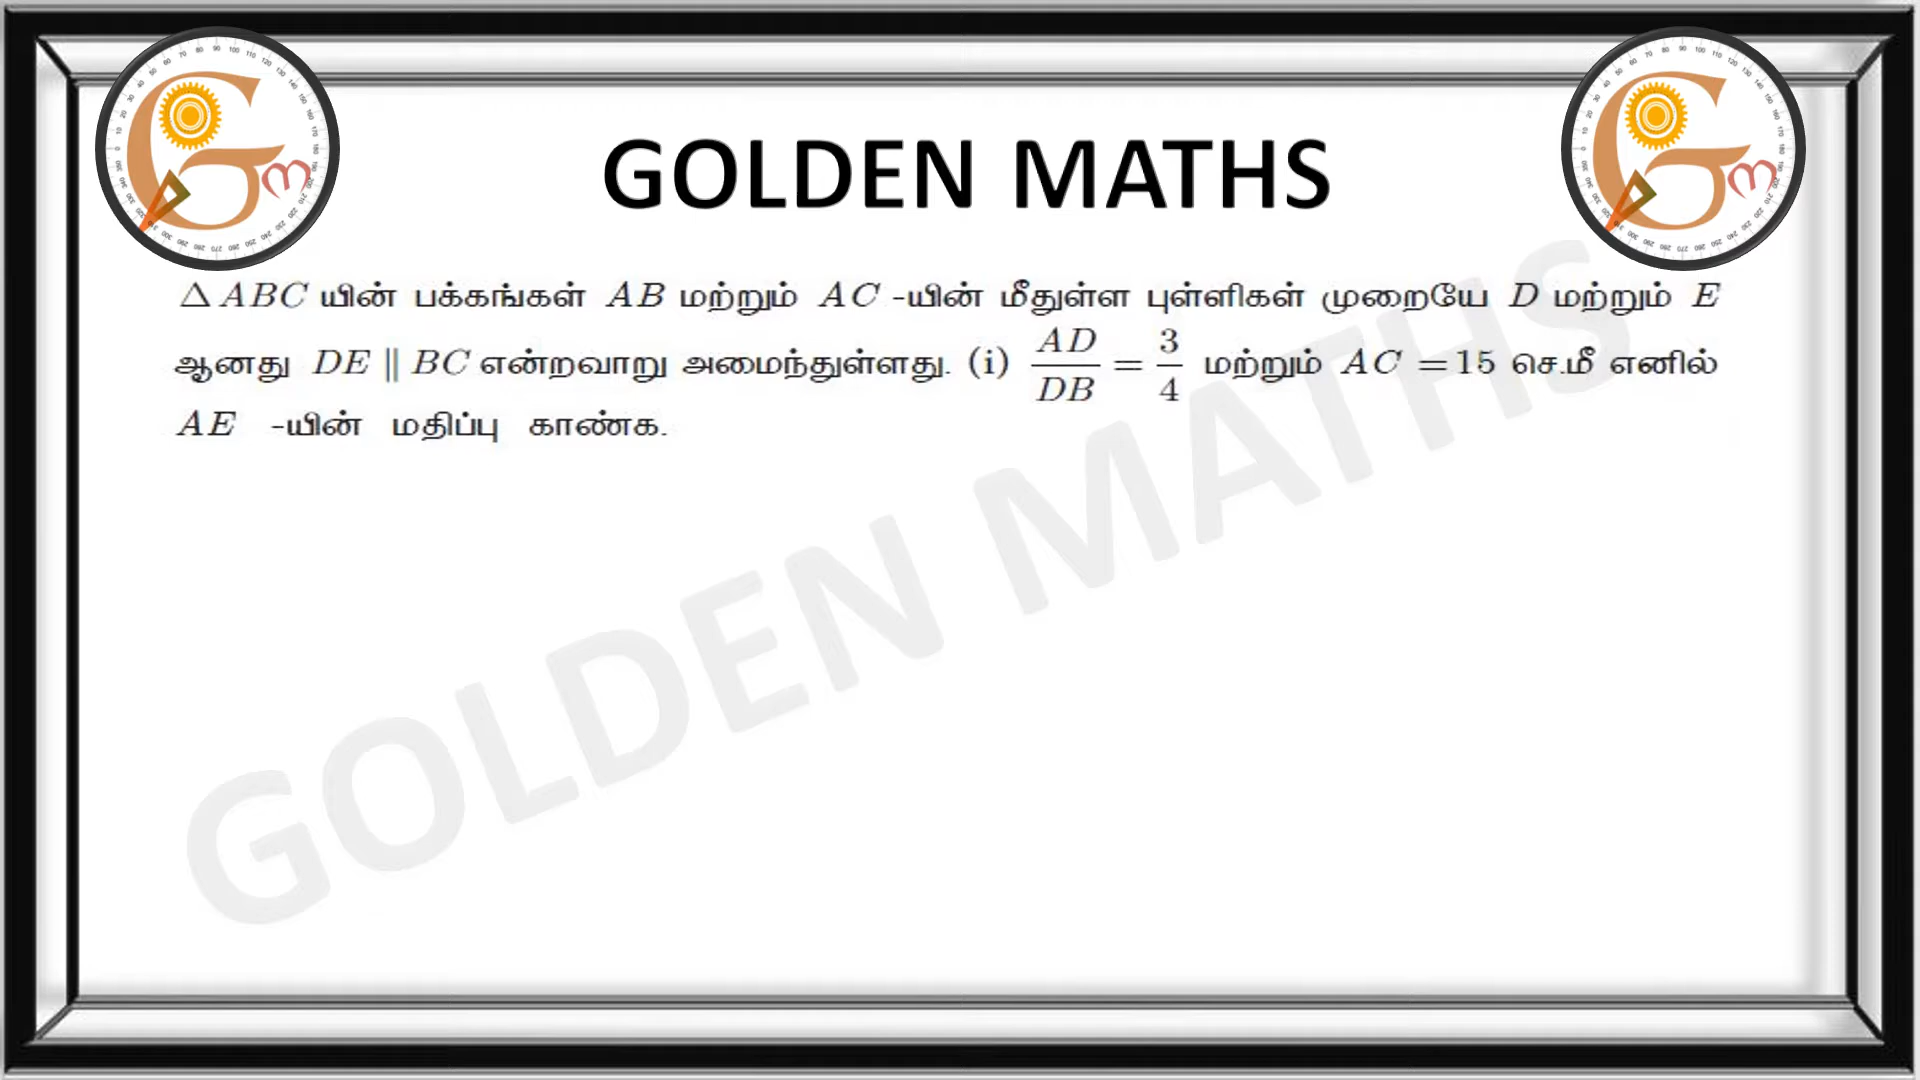 GOLDEN MATHS
△ ABC யின் பக்கங்கள் AB மற்றும் AC -யின் மீதுள்ள புள்ளிகள் முறையே D மற்றும் E
ஆனது DE || BC என்றவாறு அமைந்துள்ளது. (i) AD/DB = 3/4 மற்றும் AC = 15 செ.மீ எனில்
AE -யின் மதிப்பு காண்க.
GOLDEN MATHS